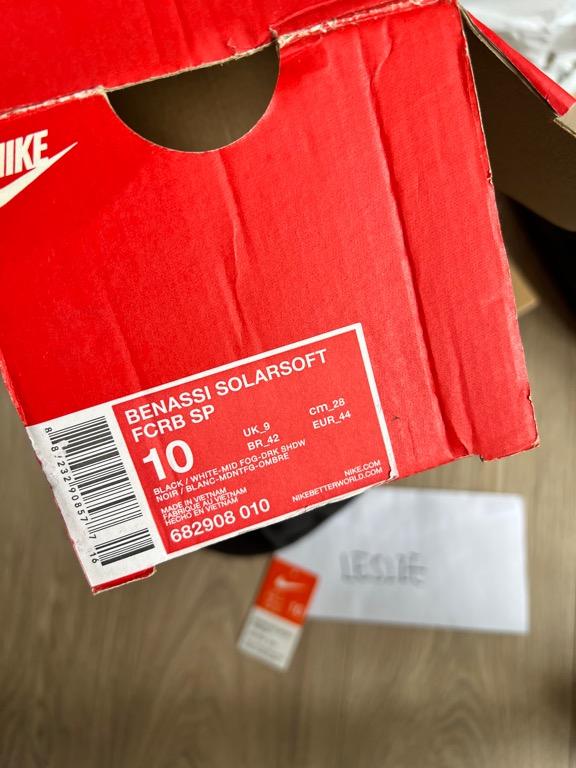 NIKE
BENASSI SOLARSOFT
FCRB SP
10
UK_9
cm_28
BR_42
EUR_44
BLACK / WHITE-MID FOG-DRK SHDW
NOIR / BLANC-MDNTFG-OMBRE
MADE IN VIETNAM
FABRIQUÉ AU VIETNAM
HECHO EN VIETNAM
NIKE.COM
NIKEBETTERWORLD.COM
682908 010